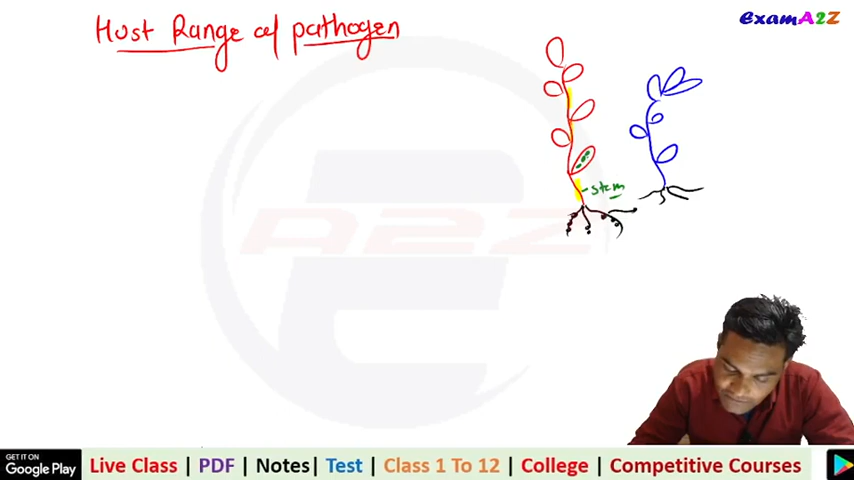 Host Range of pathogen
ExamA2Z
stem
A2Z
GET IT ON
Google Play
Live Class | PDF | Notes| Test | Class 1 To 12 | College | Competitive Courses